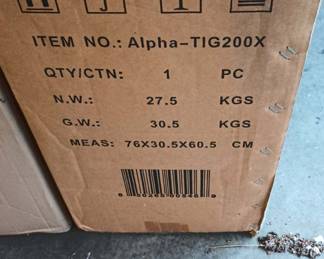 ITEM NO.: Alpha-TIG200X
QTY/CTN: 1 PC
N.W.: 27.5 KGS
G.W.: 30.5 KGS
MEAS: 76X30.5X60.5 CM